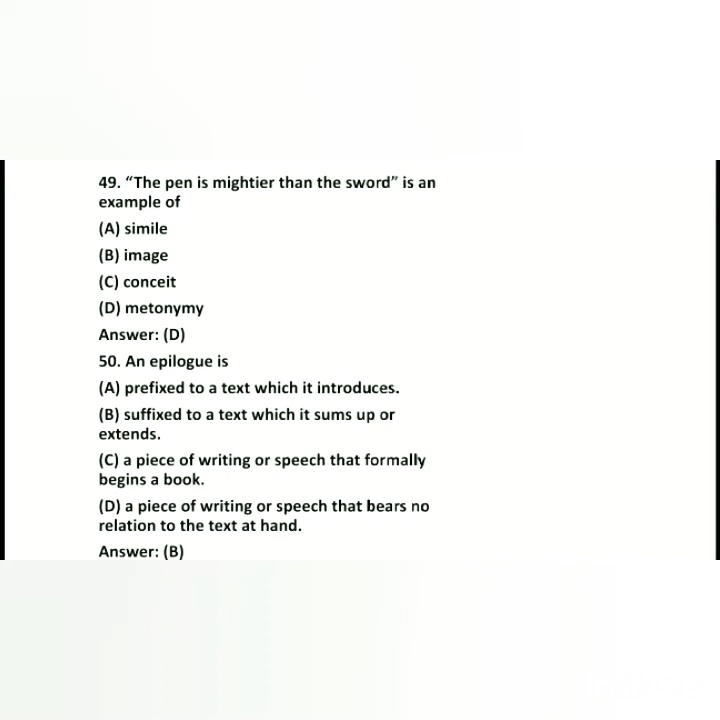 49. “The pen is mightier than the sword” is an
example of
(A) simile
(B) image
(C) conceit
(D) metonymy
Answer: (D)
50. An epilogue is
(A) prefixed to a text which it introduces.
(B) suffixed to a text which it sums up or
extends.
(C) a piece of writing or speech that formally
begins a book.
(D) a piece of writing or speech that bears no
relation to the text at hand.
Answer: (B)